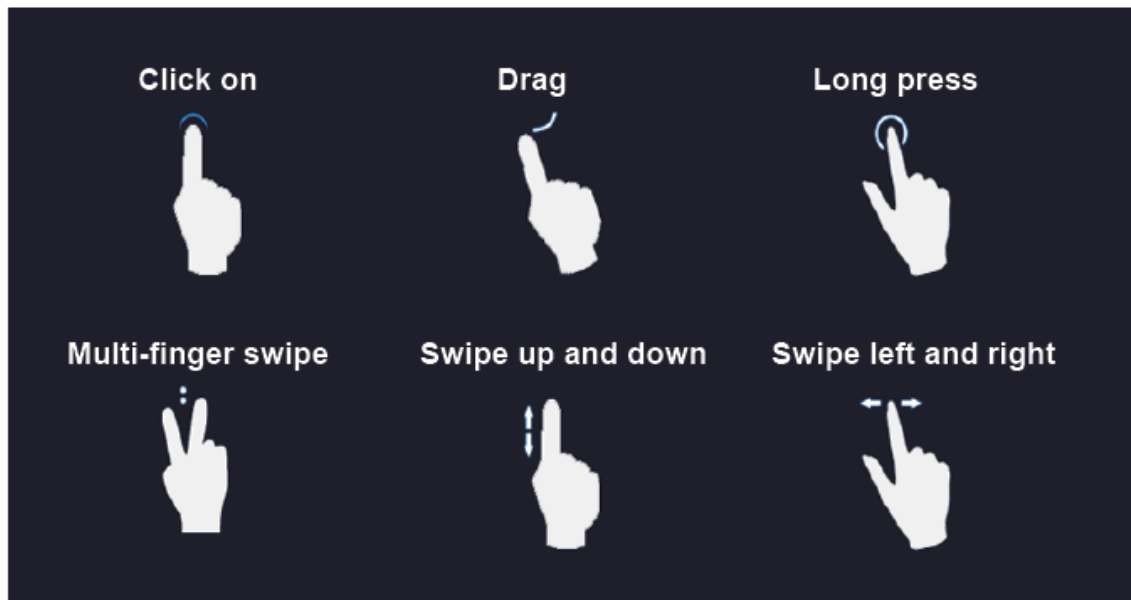 Click on
Drag
Long press
Multi-finger swipe
Swipe up and down
Swipe left and right